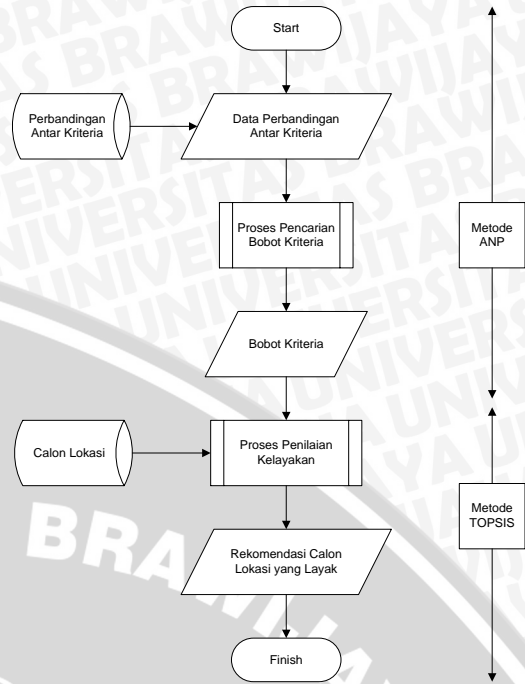 Start
Perbandingan
Antar Kriteria
Data Perbandingan
Antar Kriteria
Proses Pencarian
Bobot Kriteria
Metode
ANP
Bobot Kriteria
Calon Lokasi
Proses Penilaian
Kelayakan
Metode
TOPSIS
Rekomendasi Calon
Lokasi yang Layak
Finish
BRAWIJAYA